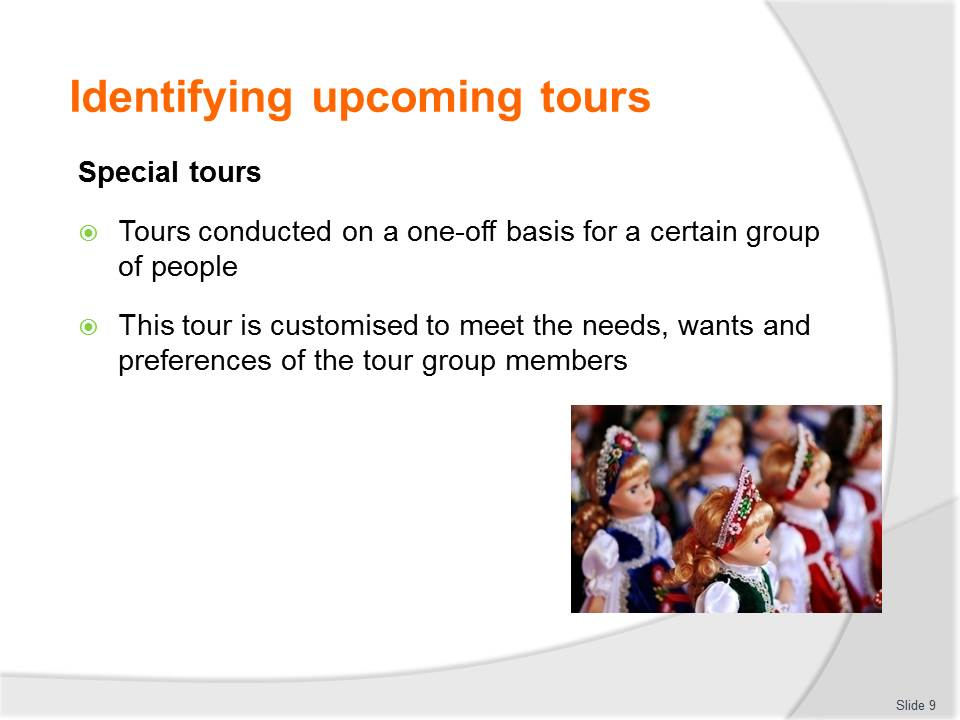 Identifying upcoming tours
Special tours
Tours conducted on a one-off basis for a certain group
of people
This tour is customised to meet the needs, wants and
preferences of the tour group members
Slide 9